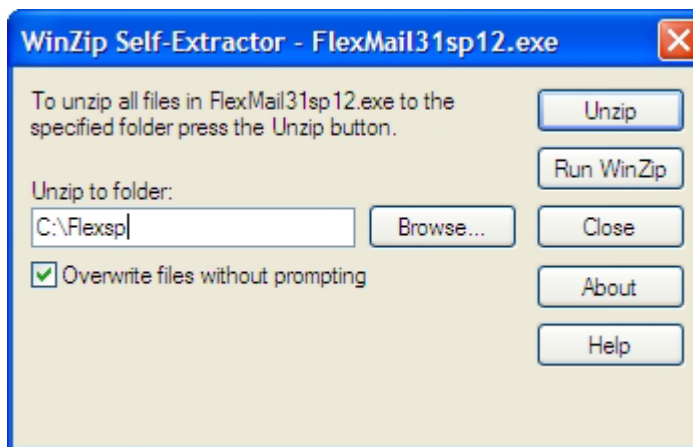 WinZip Self-Extractor - FlexMail31sp12.exe
To unzip all files in FlexMail31sp12.exe to the
specified folder press the Unzip button.
Unzip to folder:
C:\Flexsp
Browse...
Overwrite files without prompting
Unzip
Run WinZip
Close
About
Help